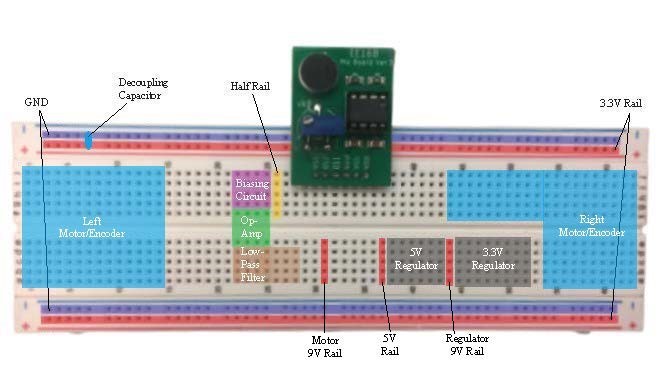 EE16B
Mic Board Ver.
Decoupling
Capacitor
Half Rail
GND
3.3V Rail
Biasing
Circuit
Op-
Amp
Low-
Pass
Filter
Left
Motor/Encoder
Right
Motor/Encoder
5V
Regulator
3.3V
Regulator
Motor
9V Rail
5V
Rail
Regulator
9V Rail